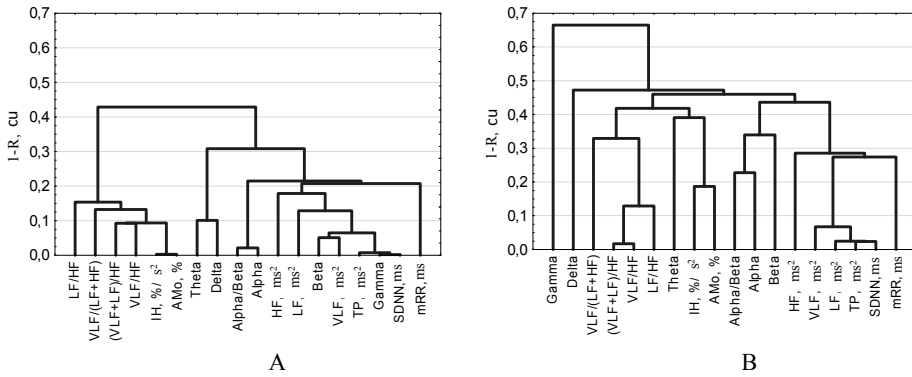 0,7
0,6
0,5
0,4
0,3
0,2
0,1
0,0
1-R, cu
LF/HF
VLF/(LF+HF)
(VLF+LF)/HF
VLF/HF
IH, %/ s²
AMo, %
Theta
Delta
Alpha/Beta
Alpha
HF, ms²
LF, ms²
Beta
VLF, ms²
TP, ms²
Gamma
SDNN,ms
mRR, ms
A
0,7
0,6
0,5
0,4
0,3
0,2
0,1
0,0
1-R, cu
Gamma
Delta
VLF/(LF+HF)
(VLF+LF)/HF
VLF/HF
LF/HF
Theta
IH, %/ s²
AMo, %
Alpha/Beta
Alpha
Beta
HF, ms²
VLF, ms²
LF, ms²
TP, ms²
SDNN, ms
mRR, ms
B